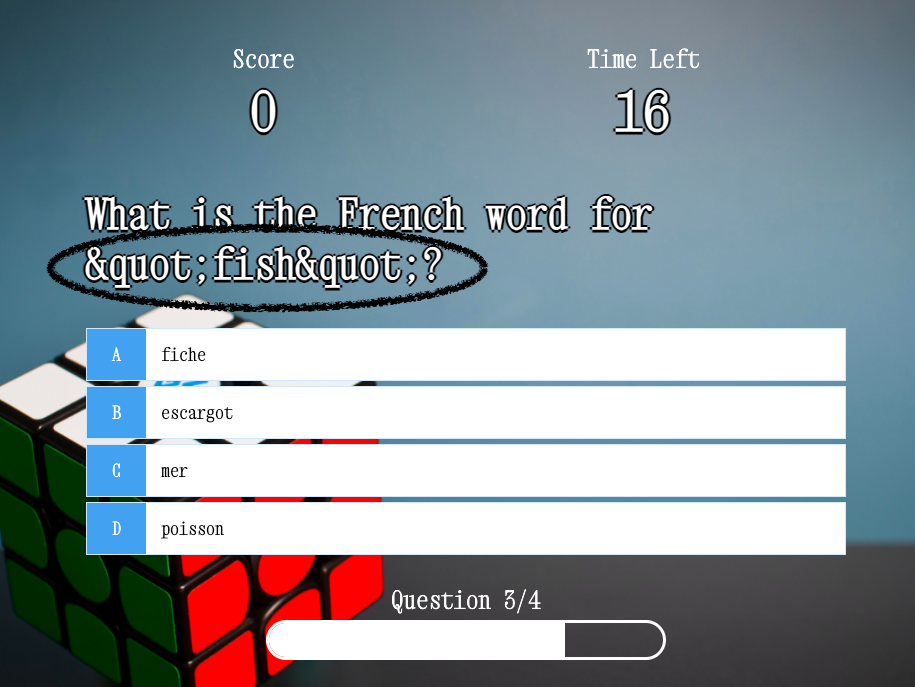 Score
Time Left
0
16
What is the French word for
&quot;fish&quot;?
A fiche
B escargot
C mer
D poisson
Question 3/4